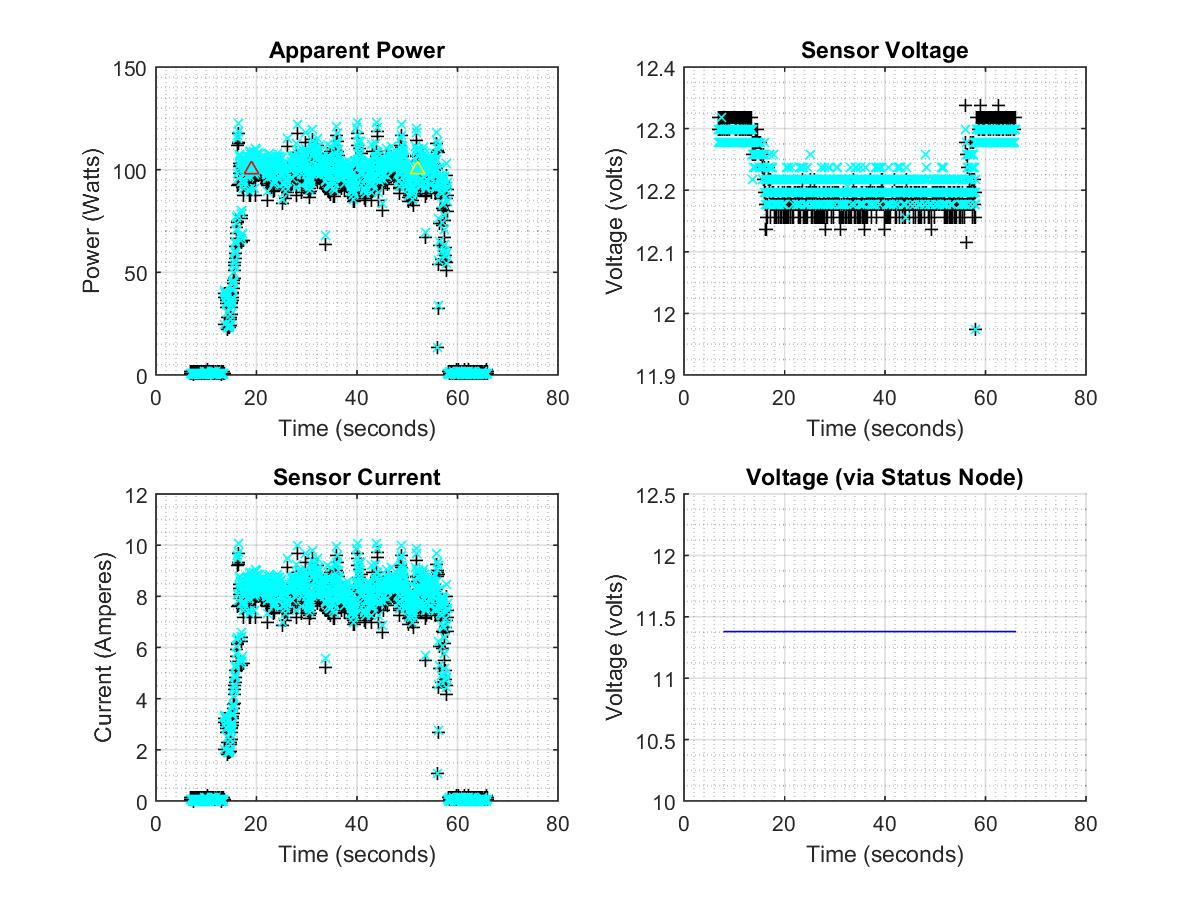 Apparent Power
150
100
50
0
0 20 40 60 80
Power (Watts)
Time (seconds)
Sensor Voltage
12.4
12.3
12.2
12.1
12
11.9
0 20 40 60 80
Voltage (volts)
Time (seconds)
Sensor Current
12
10
8
6
4
2
0
0 20 40 60 80
Current (Amperes)
Time (seconds)
Voltage (via Status Node)
12.5
12
11.5
11
10.5
10
0 20 40 60 80
Voltage (volts)
Time (seconds)